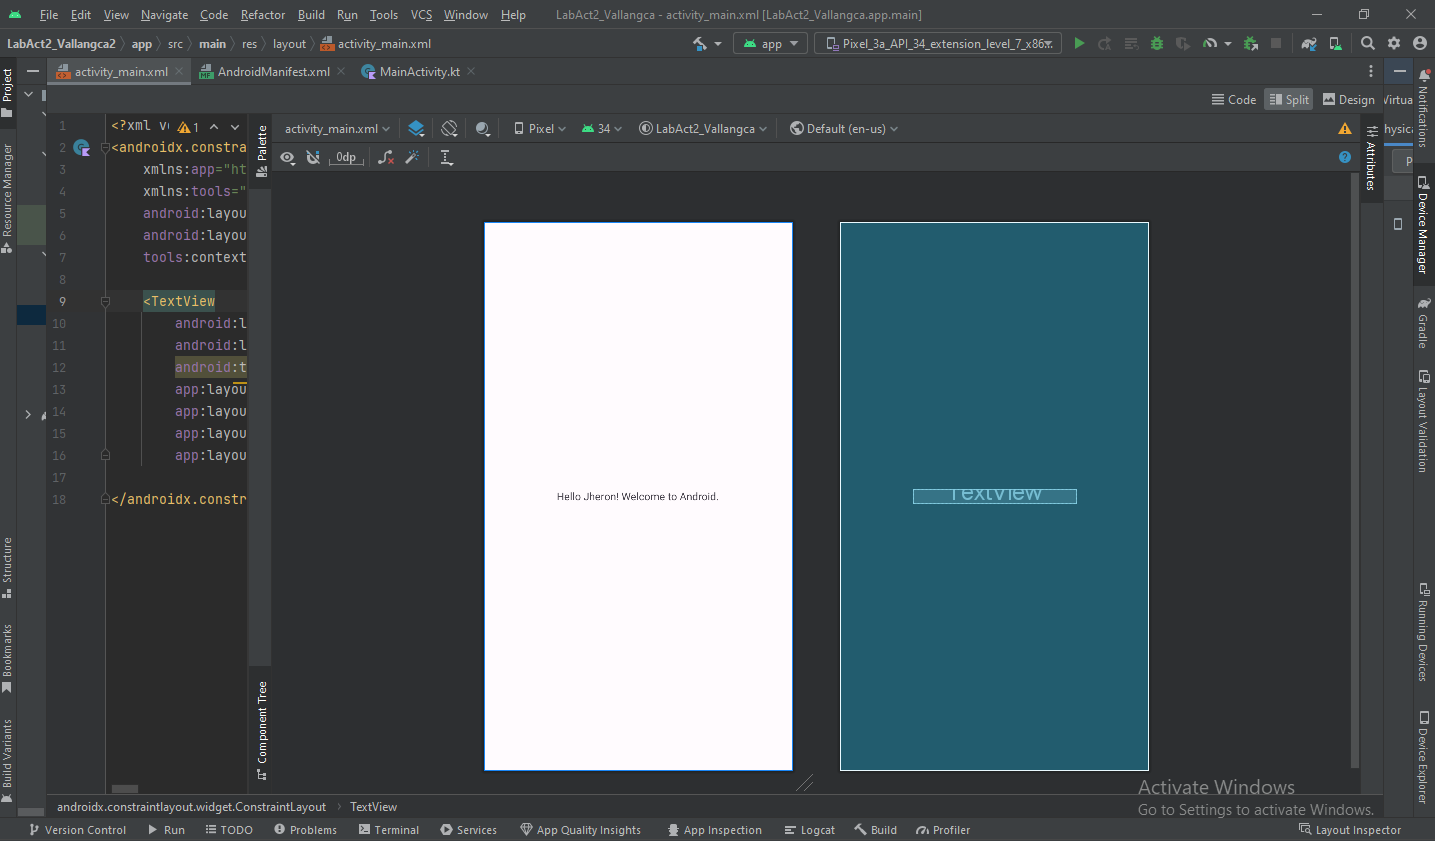 File Edit View Navigate Code Refactor Build Run Tools VCS Window Help LabAct2_Vallangca - activity_main.xml [LabAct2_Vallangca.app.main]
LabAct2_Vallangca2 app src main res layout activity_main.xml app Pixel_3a_API_34_extension_level_7_x86
activity_main.xml AndroidManifest.xml MainActivity.kt
Code Split Design Virtua
activity_main.xml Pixel 34 LabAct2_Vallangca Default (en-us) hysica
0dp P
1 <?xml v 1
2 <androidx.constra
3 xmlns:app="ht
4 xmlns:tools="
5 android:layou
6 android:layou
7 tools:context
8
9 <TextView
10 android:l
11 android:l
12 android:t
13 app:layou
14 app:layou
15 app:layou
16 app:layou
17
18 </androidx.constr
Hello Jheron! Welcome to Android.
TextView
Project
Resource Manager
Structure
Bookmarks
Build Variants
Palette
Component Tree
Attributes
Notifications
Device Manager
Gradle
Layout Validation
Running Devices
Device Explorer
Activate Windows
Go to Settings to activate Windows.
androidx.constraintlayout.widget.ConstraintLayout TextView
Version Control Run TODO Problems Terminal Services App Quality Insights App Inspection Logcat Build Profiler Layout Inspector